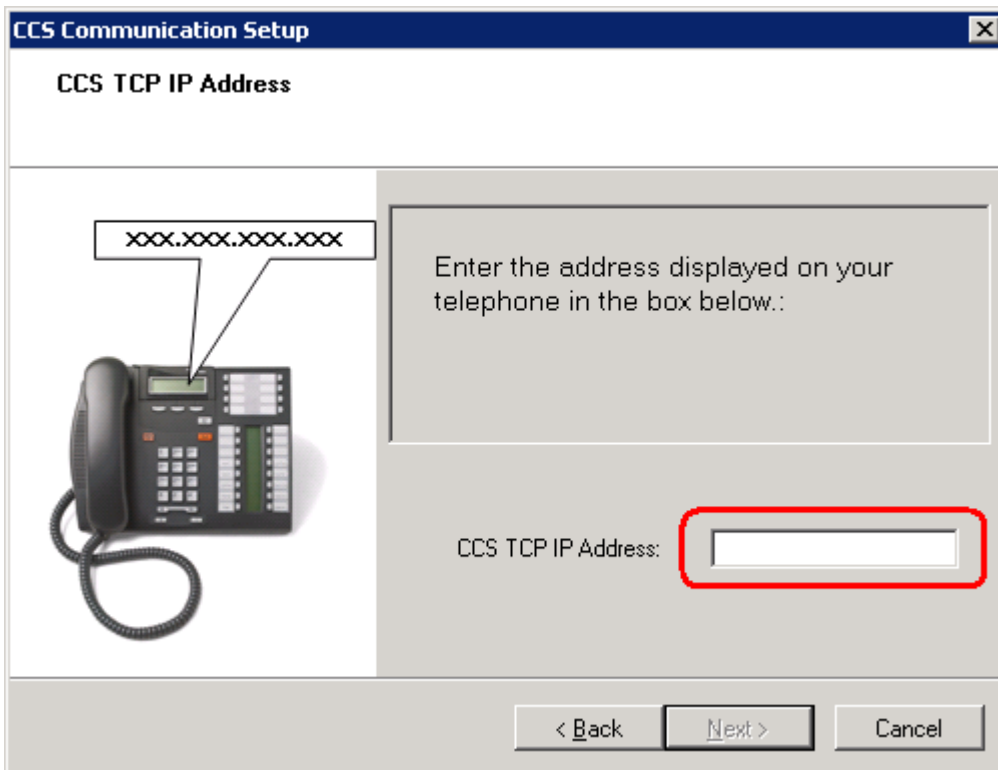 CCS Communication Setup
CCS TCP IP Address
xxx.xxx.xxx.xxx
Enter the address displayed on your
telephone in the box below.:
CCS TCP IP Address:
< Back
Next >
Cancel